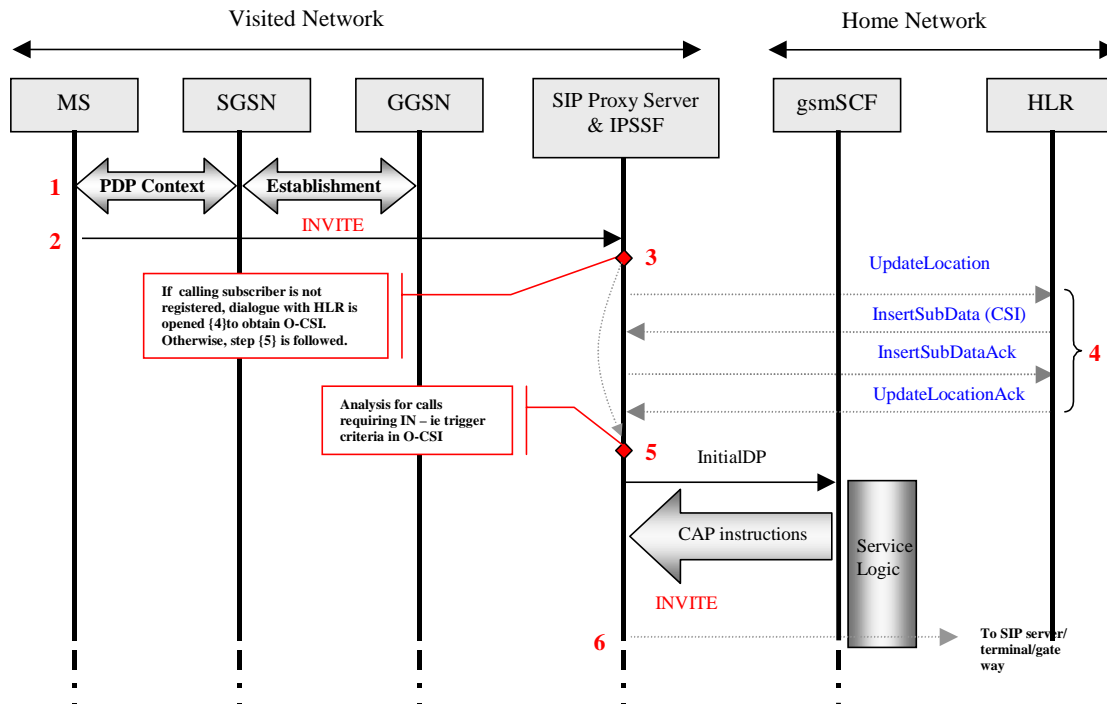 Visited Network
Home Network
MS
SGSN
GGSN
SIP Proxy Server
& IPSSF
gsmSCF
HLR
1
PDP Context
Establishment
2
INVITE
3
If calling subscriber is not
registered, dialogue with HLR is
opened {4}to obtain O-CSI.
Otherwise, step {5} is followed.
UpdateLocation
InsertSubData (CSI)
InsertSubDataAck
4
UpdateLocationAck
Analysis for calls
requiring IN – ie trigger
criteria in O-CSI
5
InitialDP
CAP instructions
Service
Logic
INVITE
6
To SIP server/
terminal/gate
way